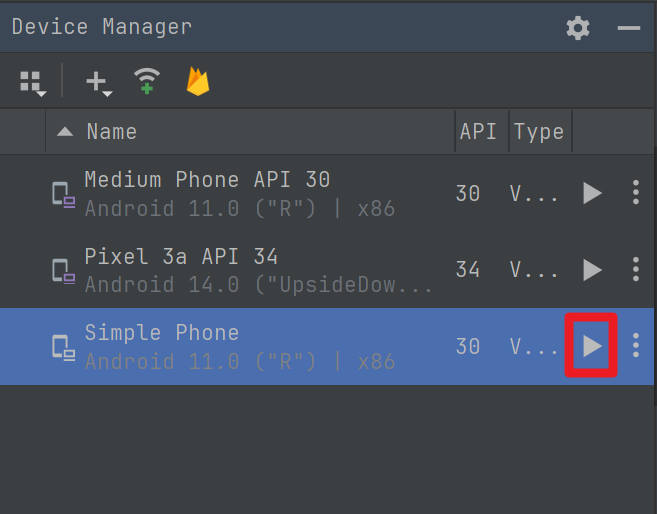 Device Manager
Name API Type
Medium Phone API 30 30 V...
Android 11.0 ("R") | x86
Pixel 3a API 34 34 V...
Android 14.0 ("UpsideDow...
Simple Phone 30 V...
Android 11.0 ("R") | x86